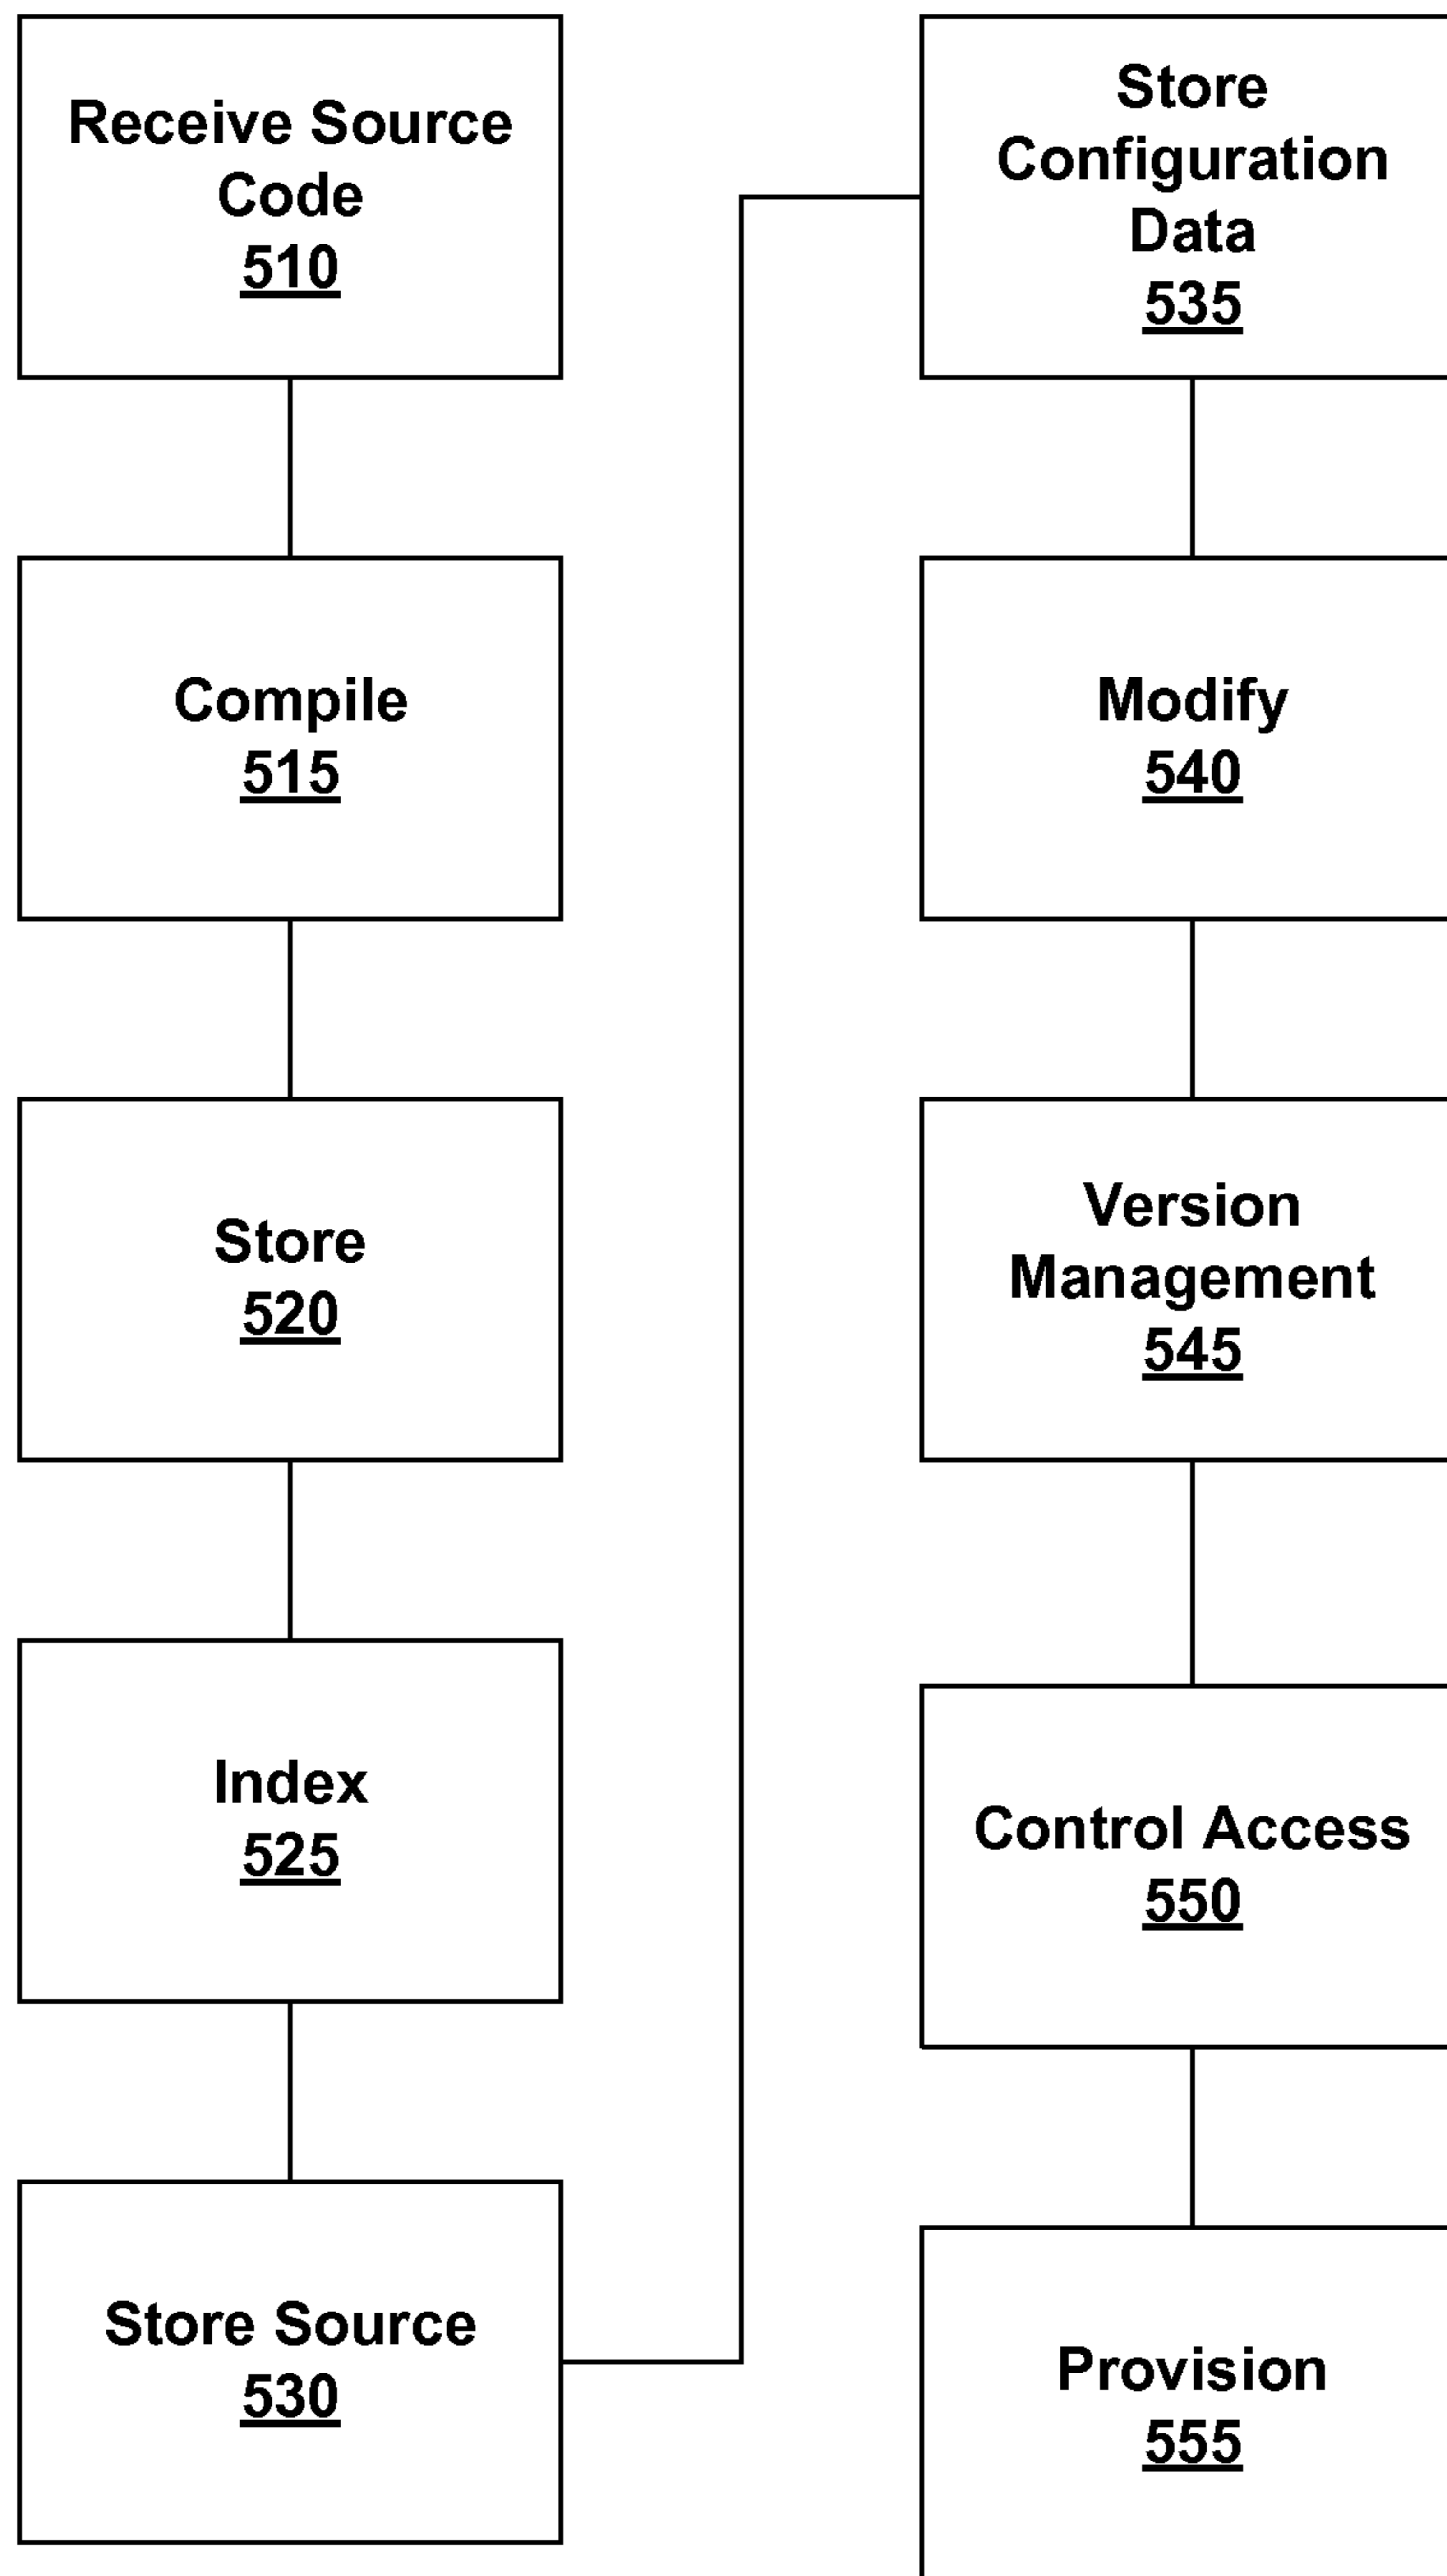 Receive Source
Code
510
Compile
515
Store
520
Index
525
Store Source
530
Store
Configuration
Data
535
Modify
540
Version
Management
545
Control Access
550
Provision
555